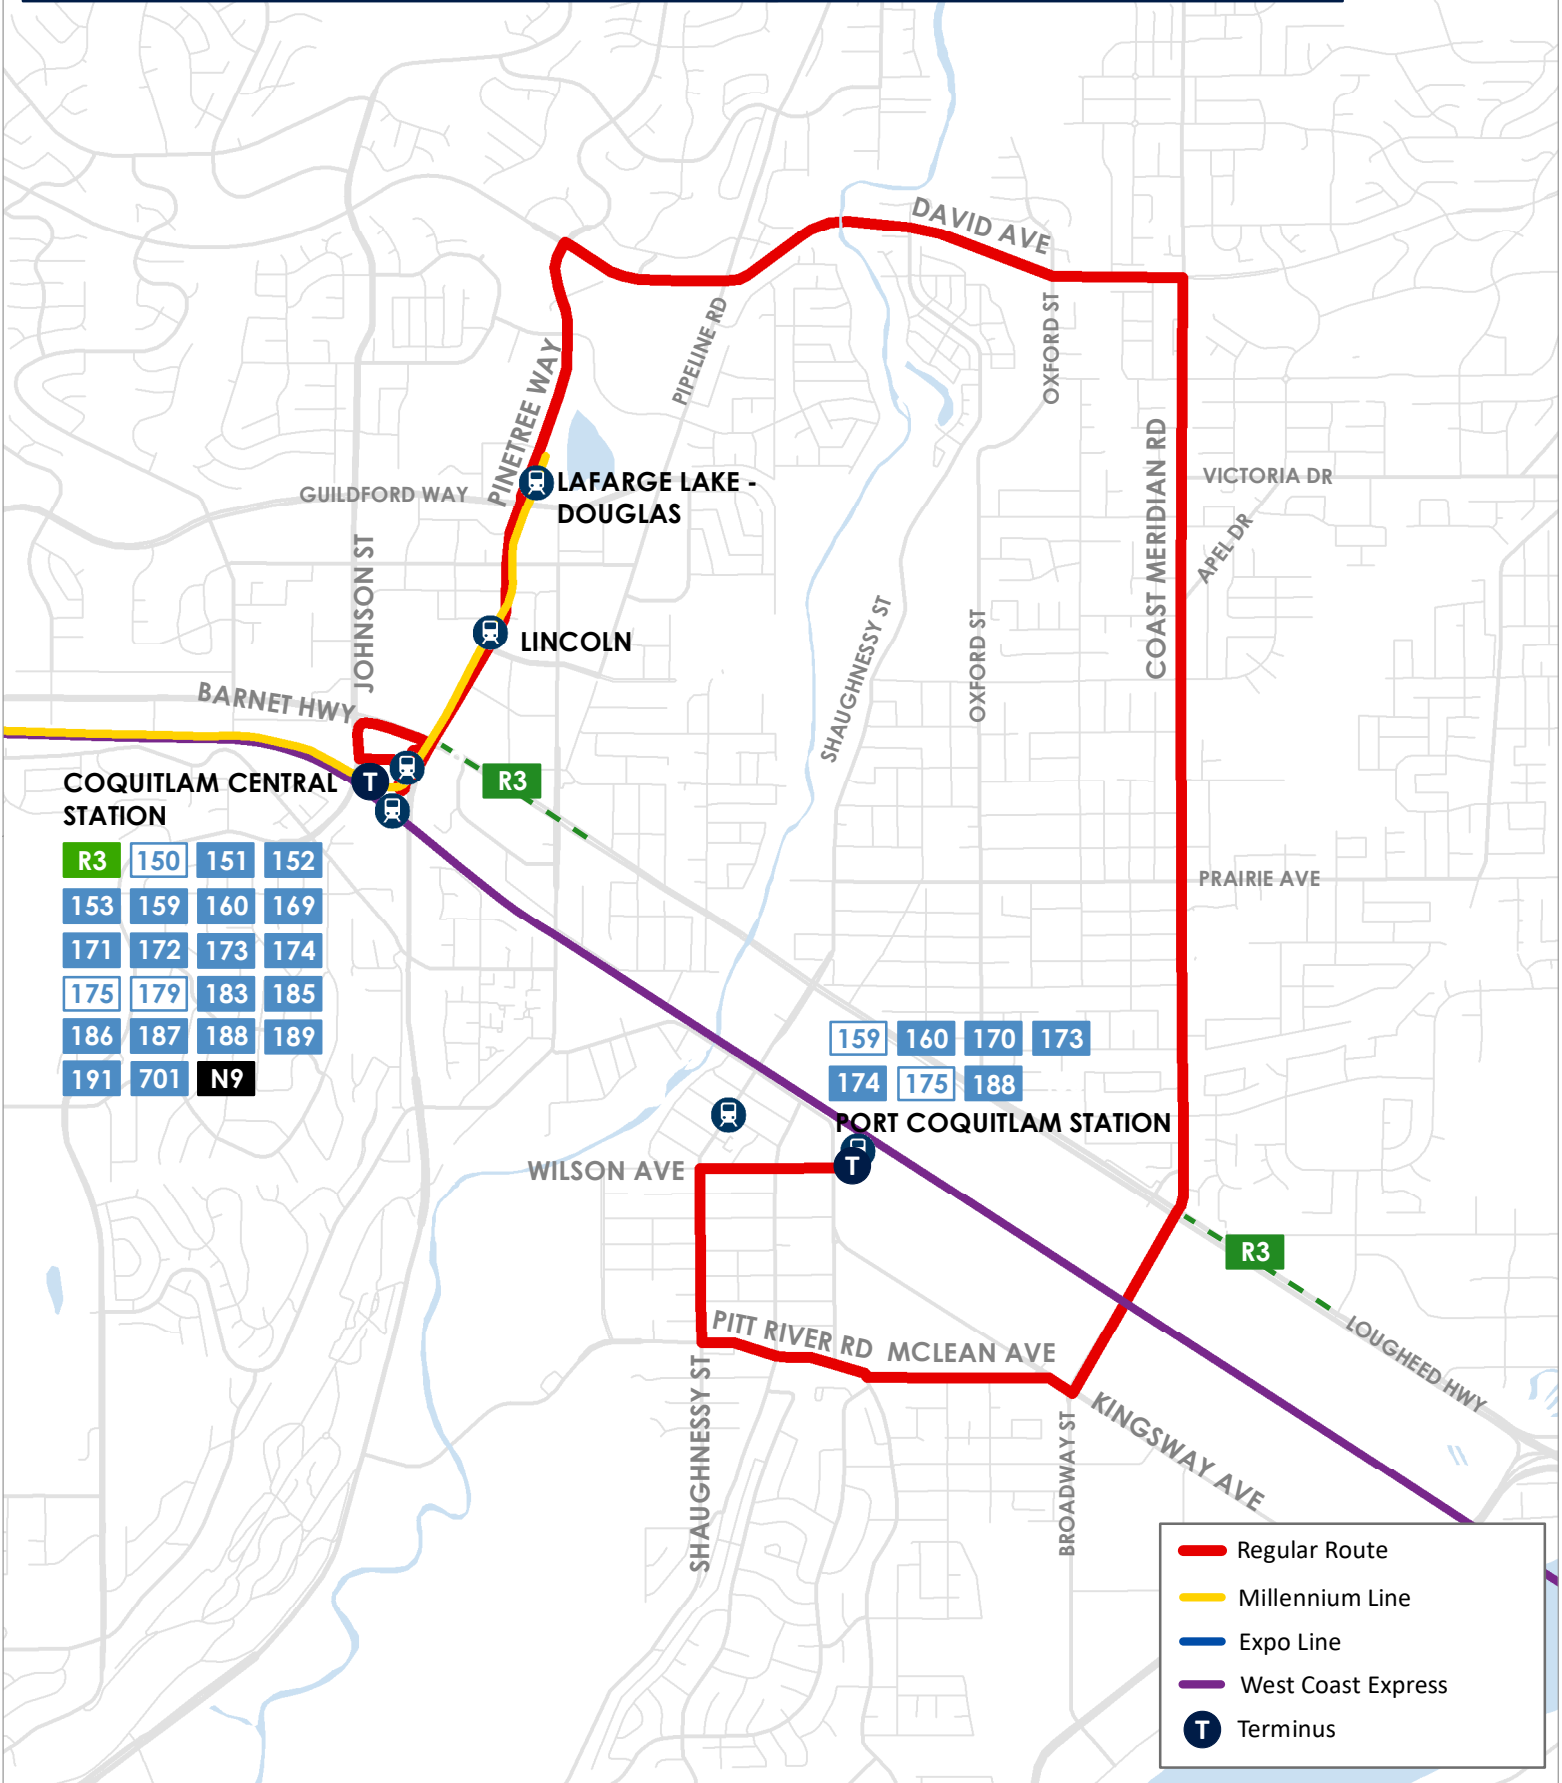 DAVID AVE
OXFORD ST
PIPELINE RD
PINETREE WAY
COAST MERIDIAN RD
VICTORIA DR
APEL DR
GUILDFORD WAY
LAFARGE LAKE -
DOUGLAS
JOHNSON ST
LINCOLN
SHAUGHNESSY ST
OXFORD ST
BARNET HWY
R3
COQUITLAM CENTRAL
STATION
T
R3 150 151 152
153 159 160 169
171 172 173 174
175 179 183 185
186 187 188 189
191 701 N9
PRAIRIE AVE
159 160 170 173
174 175 188
PORT COQUITLAM STATION
T
WILSON AVE
R3
LOUGHEED HWY
PITT RIVER RD
MCLEAN AVE
SHAUGHNESSY ST
BROADWAY ST
KINGSWAY AVE
Regular Route
Millennium Line
Expo Line
West Coast Express
T Terminus